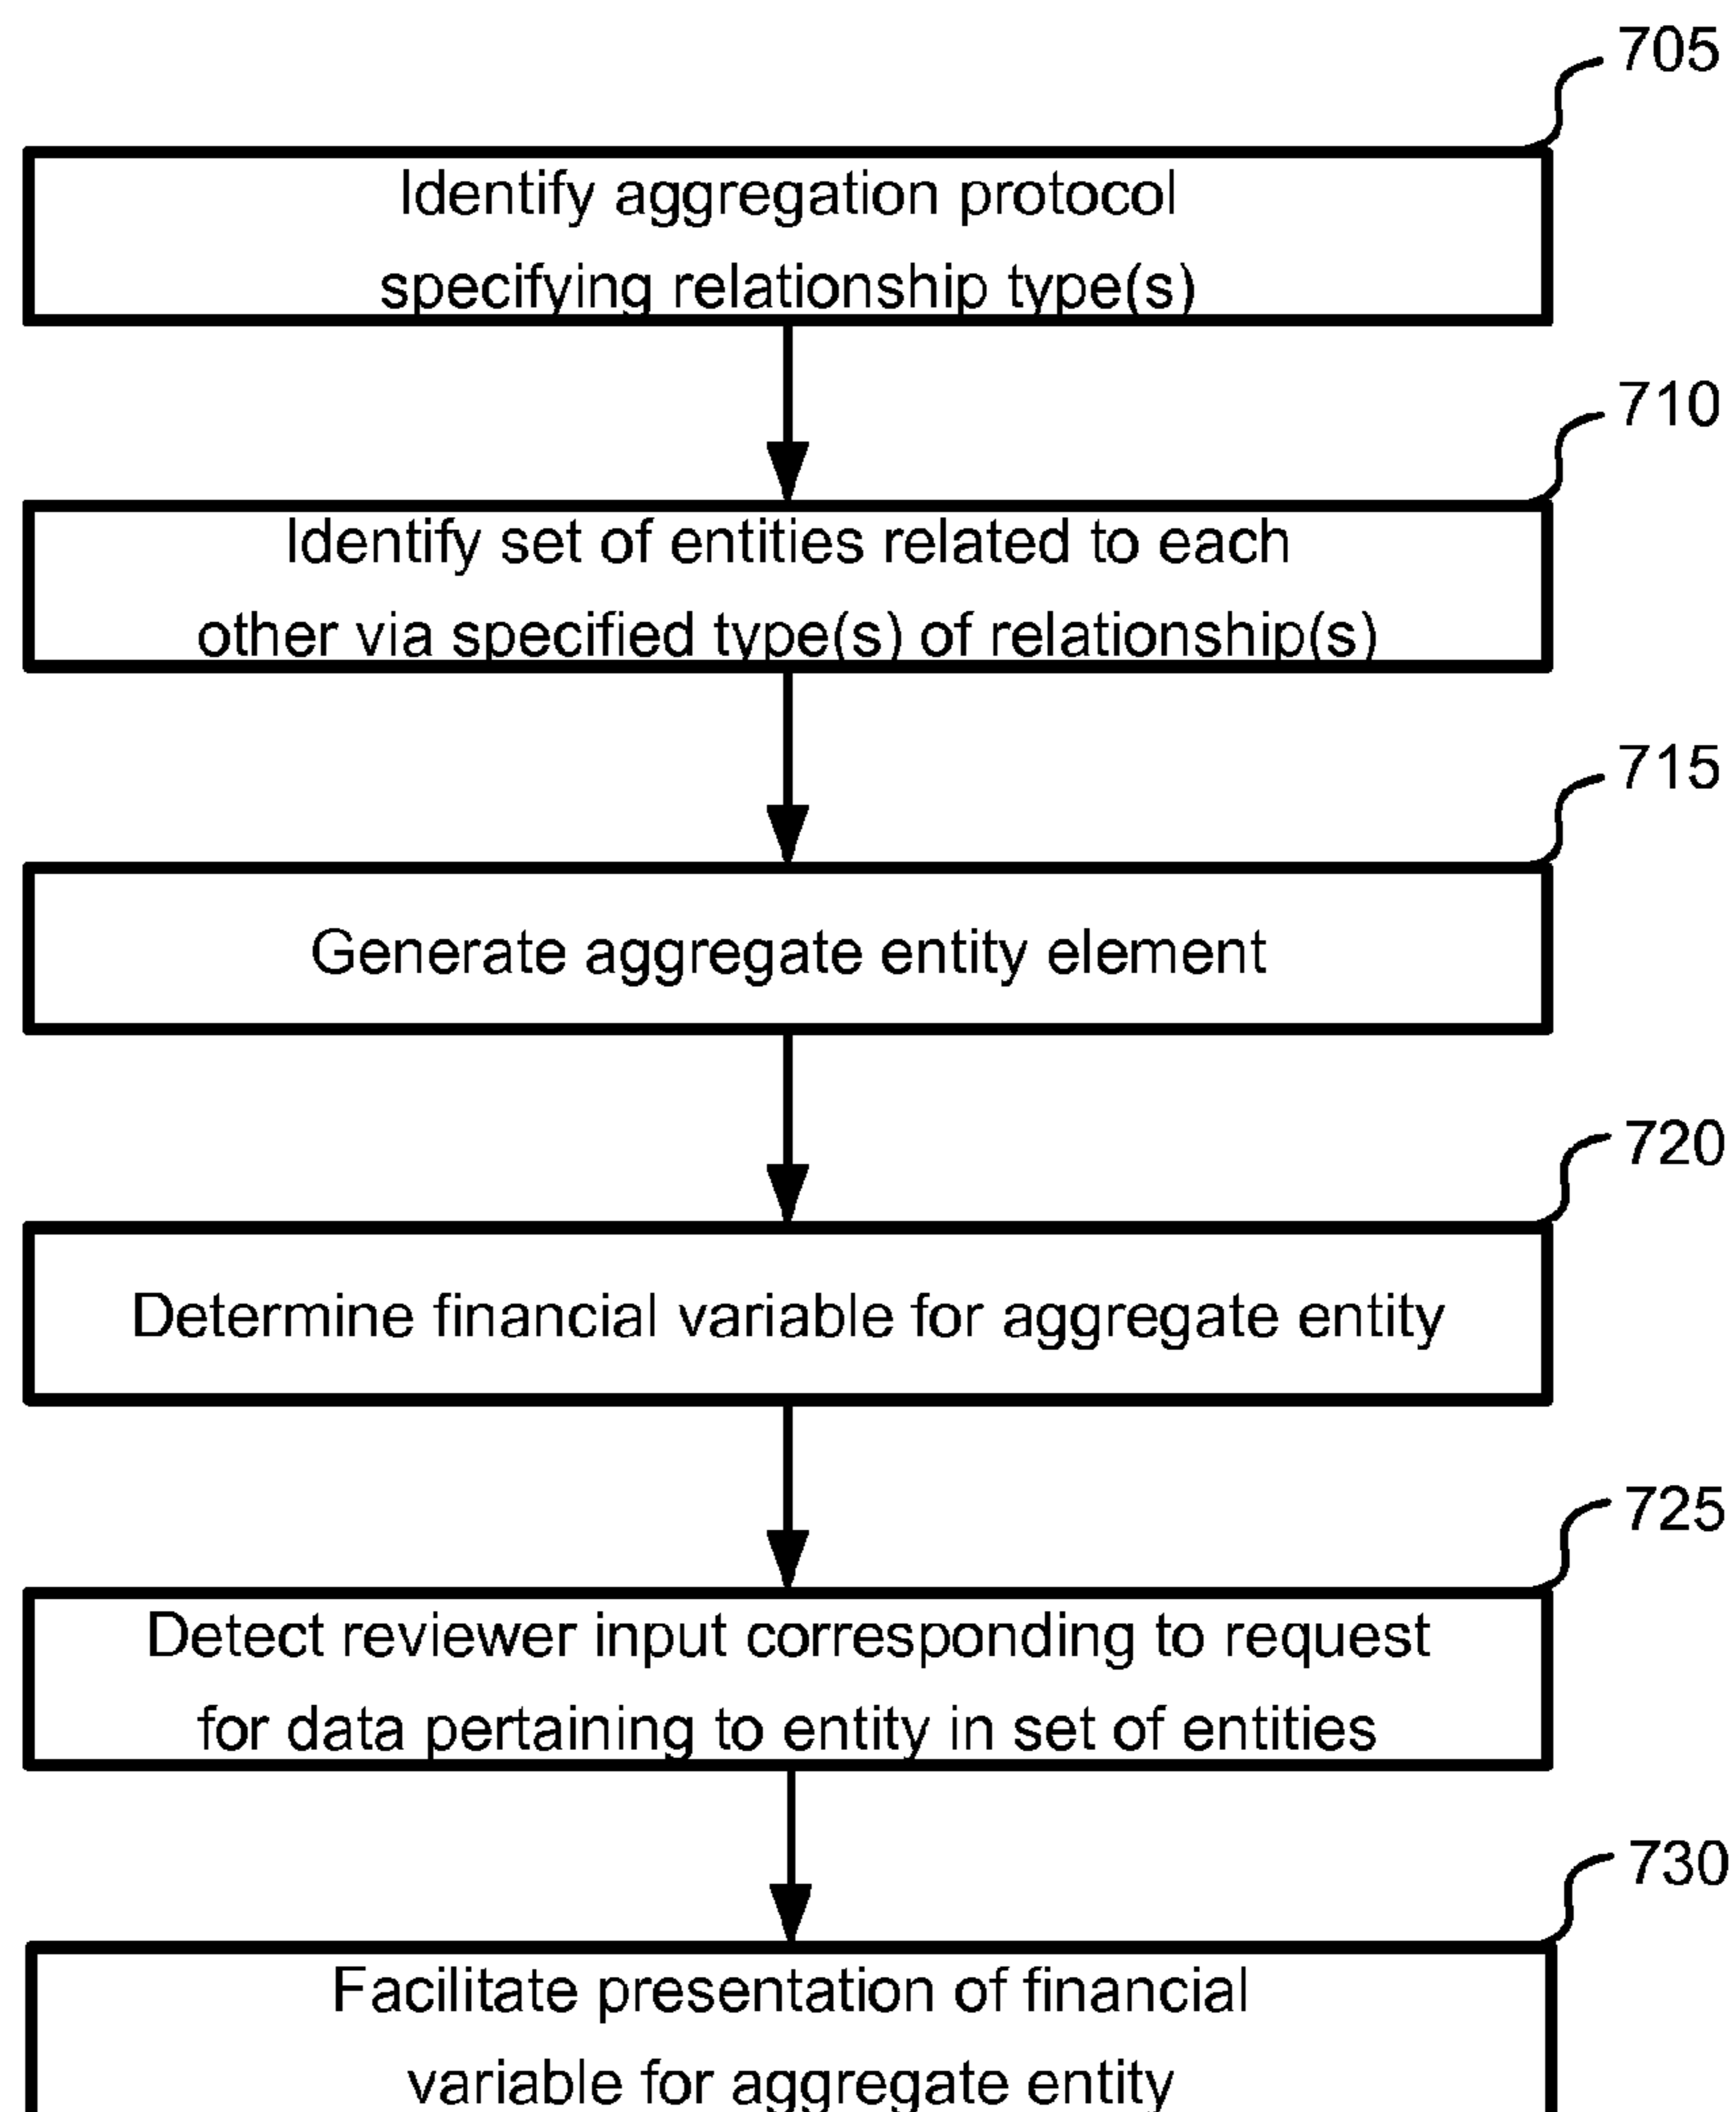 705
Identify aggregation protocol
specifying relationship type(s)
710
Identify set of entities related to each
other via specified type(s) of relationship(s)
715
Generate aggregate entity element
720
Determine financial variable for aggregate entity
725
Detect reviewer input corresponding to request
for data pertaining to entity in set of entities
730
Facilitate presentation of financial
variable for aggregate entity